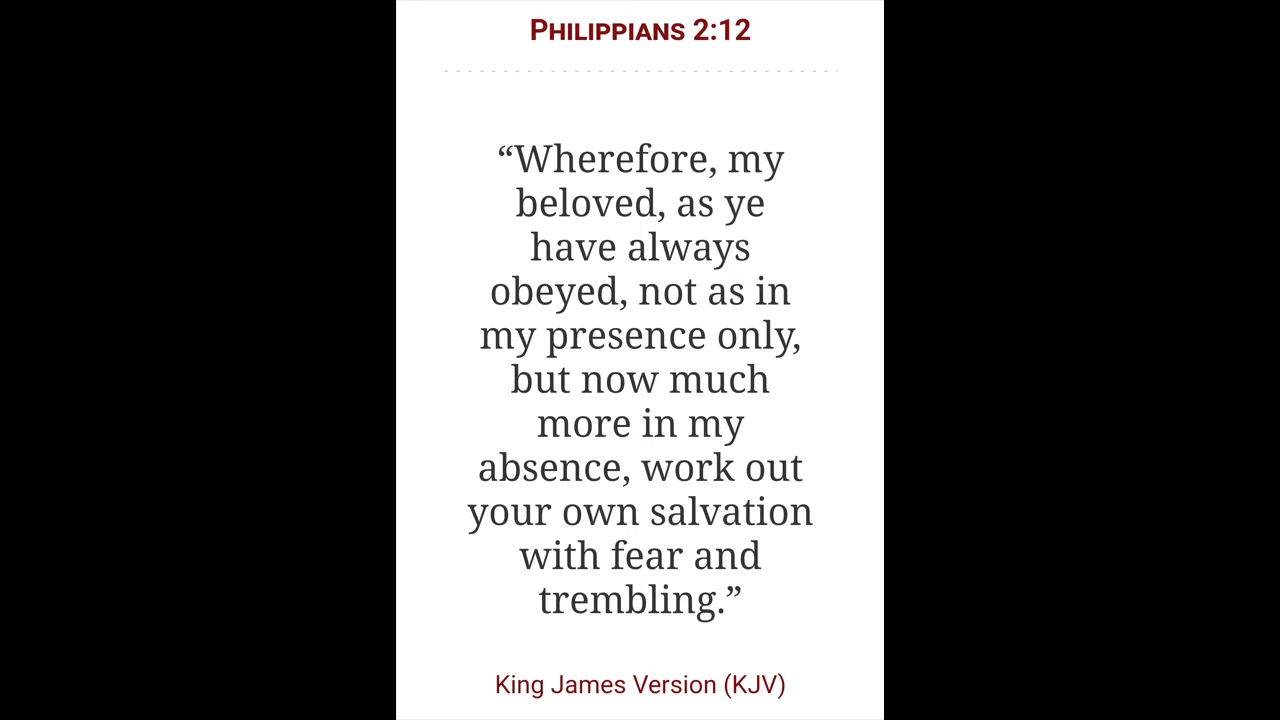 PHILIPPIANS 2:12
“Wherefore, my
beloved, as ye
have always
obeyed, not as in
my presence only,
but now much
more in my
absence, work out
your own salvation
with fear and
trembling.”
King James Version (KJV)